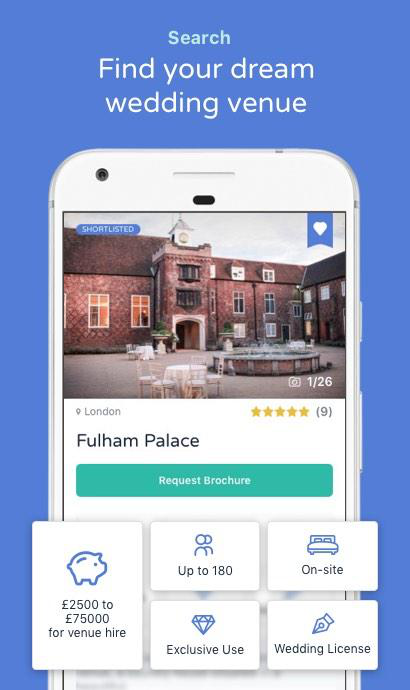 Search
Find your dream
wedding venue
SHORTLISTED
1/26
London
(9)
Fulham Palace
Request Brochure
£2500 to
£75000
for venue hire
Up to 180
On-site
Exclusive Use
Wedding License